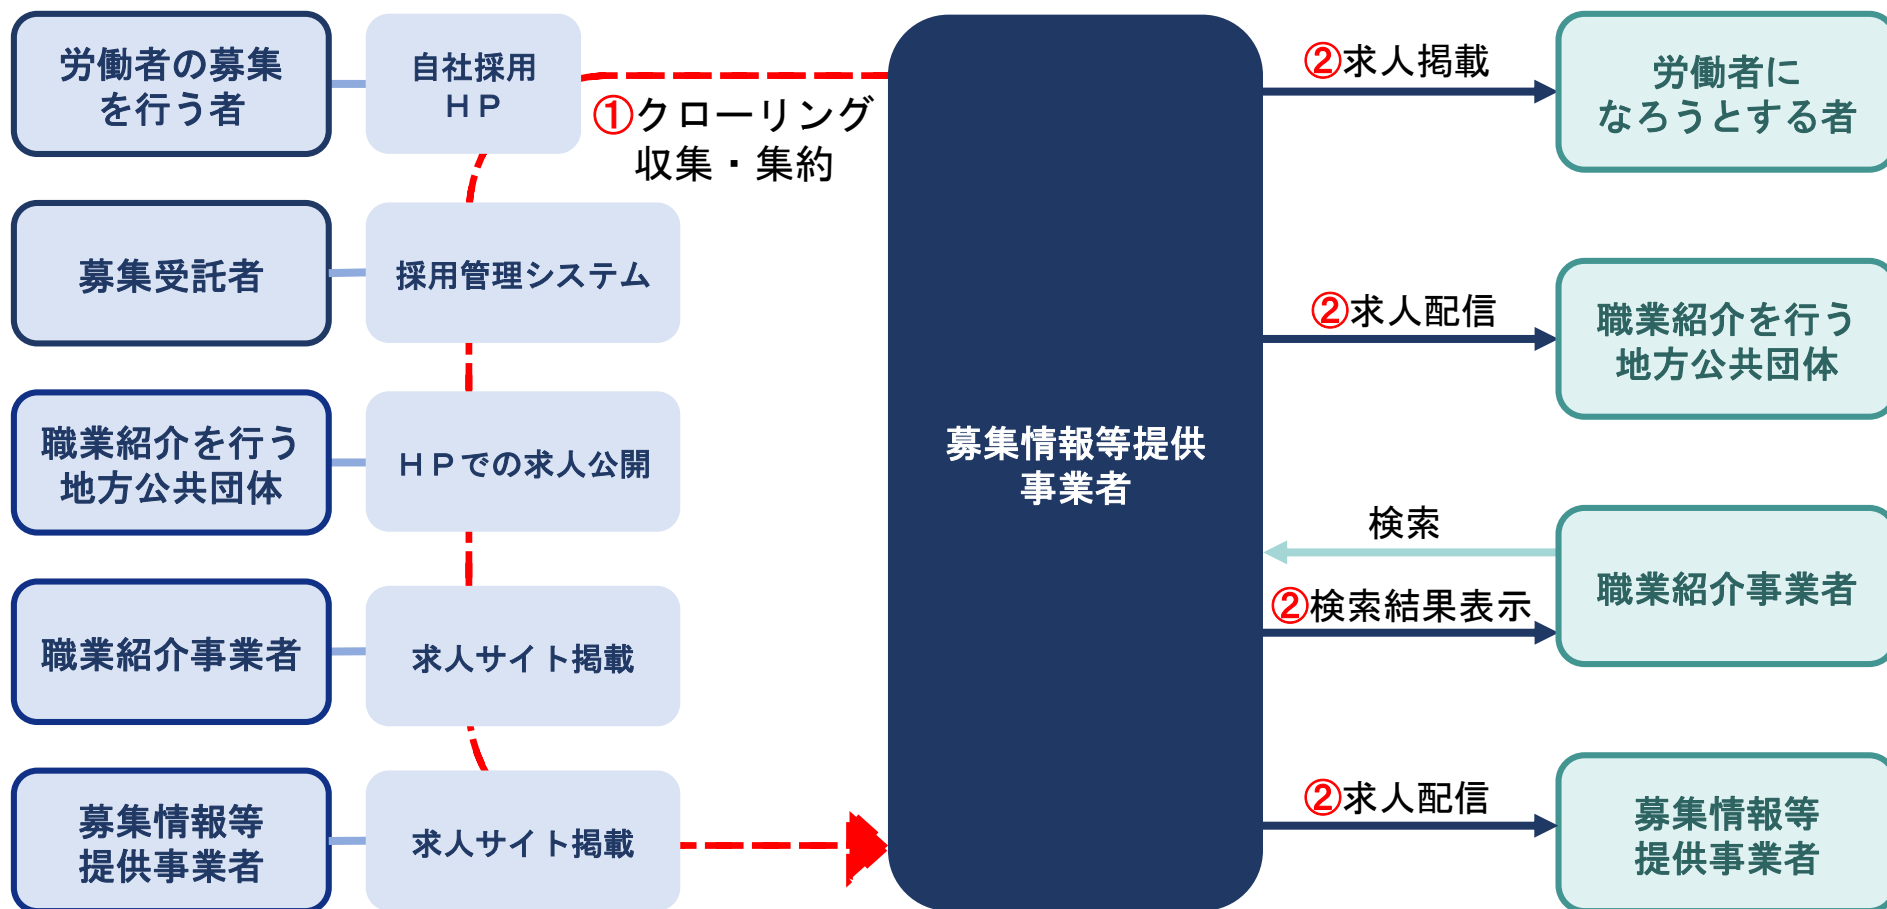 労働者の募集
を行う者
自社採用
ＨＰ
①クローリング
収集・集約
募集受託者
採用管理システム
職業紹介を行う
地方公共団体
ＨＰでの求人公開
職業紹介事業者
求人サイト掲載
募集情報等
提供事業者
求人サイト掲載
募集情報等提供
事業者
②求人掲載
労働者に
なろうとする者
②求人配信
職業紹介を行う
地方公共団体
検索
②検索結果表示
職業紹介事業者
②求人配信
募集情報等
提供事業者